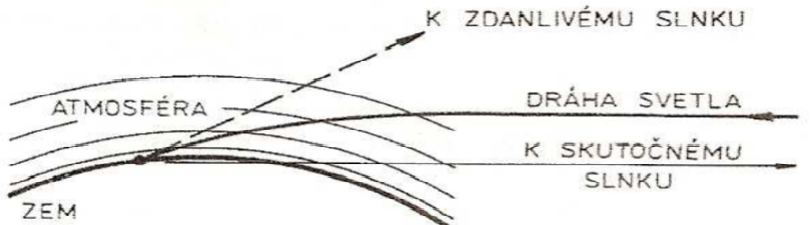 K ZDANLIVÉMU SLNKU
ATMOSFÉRA
DRÁHA SVETLA
K SKUTOČNÉMU
SLNKU
ZEM